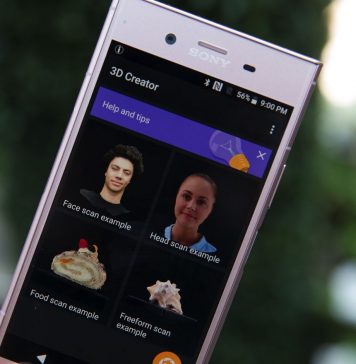 SONY
56% 9:00 PM
3D Creator
Help and tips
Face scan example
Head scan example
Food scan example
Freeform scan
example